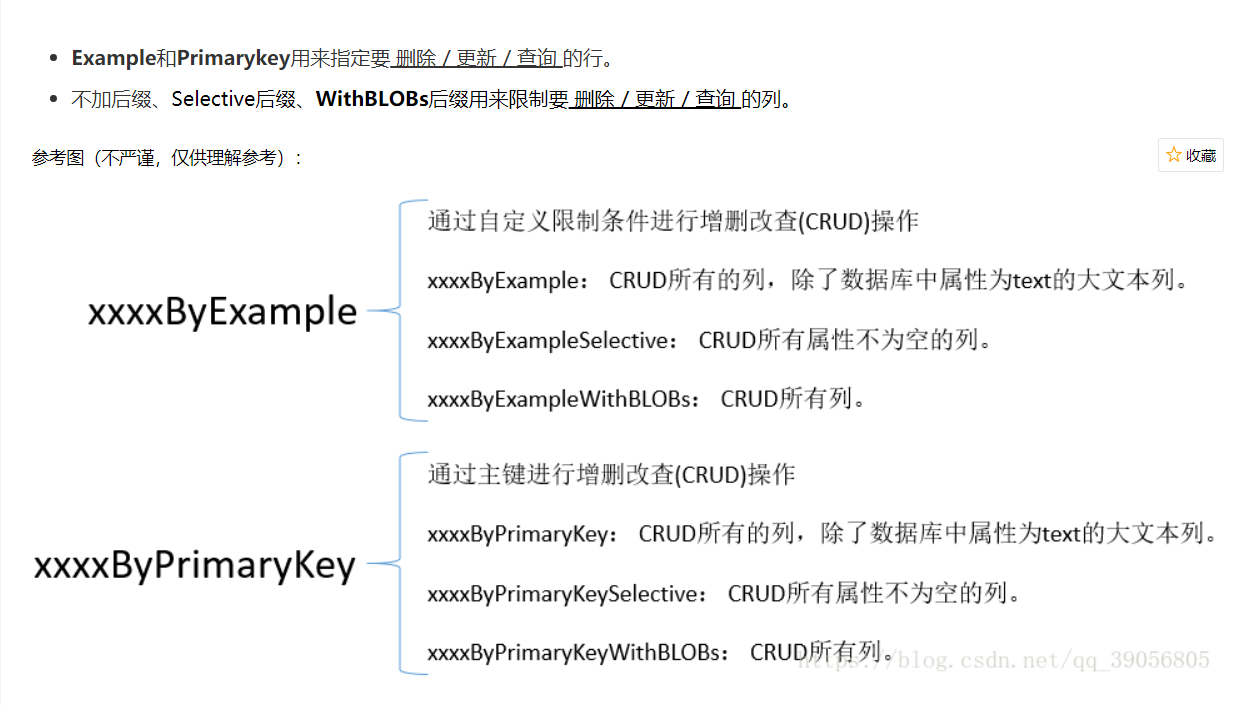 Example和Primarykey用来指定要 删除 / 更新 / 查询 的行。
不加后缀、Selective后缀、WithBLOBs后缀用来限制要 删除 / 更新 / 查询 的列。
参考图（不严谨，仅供理解参考）：
收藏
xxxxByExample
通过自定义限制条件进行增删改查(CRUD)操作
xxxxByExample： CRUD所有的列，除了数据库中属性为text的大文本列。
xxxxByExampleSelective： CRUD所有属性不为空的列。
xxxxByExampleWithBLOBs： CRUD所有列。
xxxxByPrimaryKey
通过主键进行增删改查(CRUD)操作
xxxxByPrimaryKey： CRUD所有的列，除了数据库中属性为text的大文本列。
xxxxByPrimaryKeySelective： CRUD所有属性不为空的列。
xxxxByPrimaryKeyWithBLOBs： CRUD所有列。
https://blog.csdn.net/qq_39056805